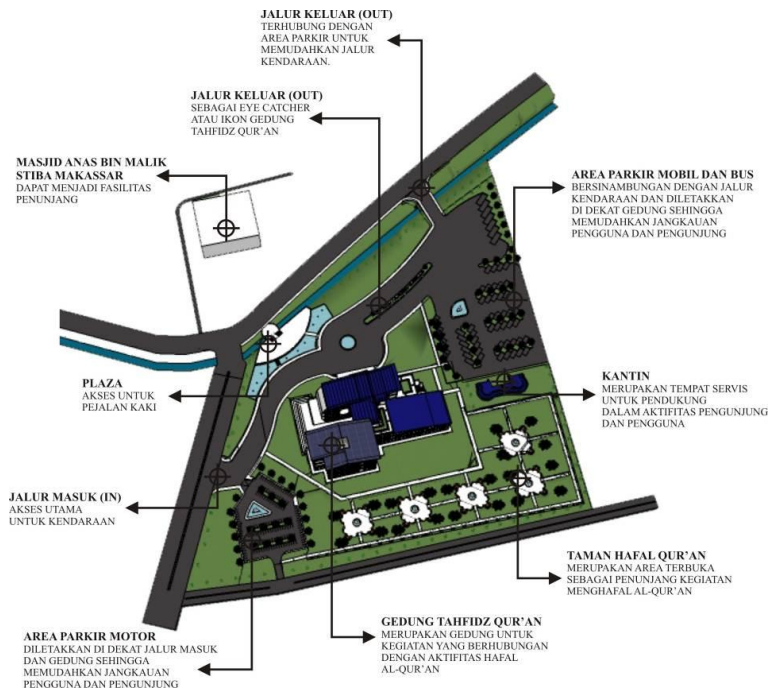 JALUR KELUAR (OUT)
TERHUBUNG DENGAN
AREA PARKIR UNTUK
MEMUDAHKAN JALUR
KENDARAAN.
JALUR KELUAR (OUT)
SEBAGAI EYE CATCHER
ATAU IKON GEDUNG
TAHFIDZ QUR'AN
MASJID ANAS BIN MALIK
STIBA MAKASSAR
DAPAT MENJADI FASILITAS
PENUNJANG
AREA PARKIR MOBIL DAN BUS
BERSINAMBUNGAN DENGAN JALUR
KENDARAAN DAN DILETAKKAN
DI DEKAT GEDUNG SEHINGGA
MEMUDAHKAN JANGKAUAN
PENGGUNA DAN PENGUNJUNG
PLAZA
AKSES UNTUK
PEJALAN KAKI
KANTIN
MERUPAKAN TEMPAT SERVIS
UNTUK PENDUKUNG
DALAM AKTIFITAS PENGUNJUNG
DAN PENGGUNA
JALUR MASUK (IN)
AKSES UTAMA
UNTUK KENDARAAN
TAMAN HAFAL QUR'AN
MERUPAKAN AREA TERBUKA
SEBAGAI PENUNJANG KEGIATAN
MENGHAFAL AL-QUR'AN
AREA PARKIR MOTOR
DILETAKKAN DI DEKAT JALUR MASUK
DAN GEDUNG SEHINGGA
MEMUDAHKAN JANGKAUAN
PENGGUNA DAN PENGUNJUNG
GEDUNG TAHFIDZ QUR'AN
MERUPAKAN GEDUNG UNTUK
KEGIATAN YANG BERHUBUNGAN
DENGAN AKTIFITAS HAFAL
AL-QUR'AN